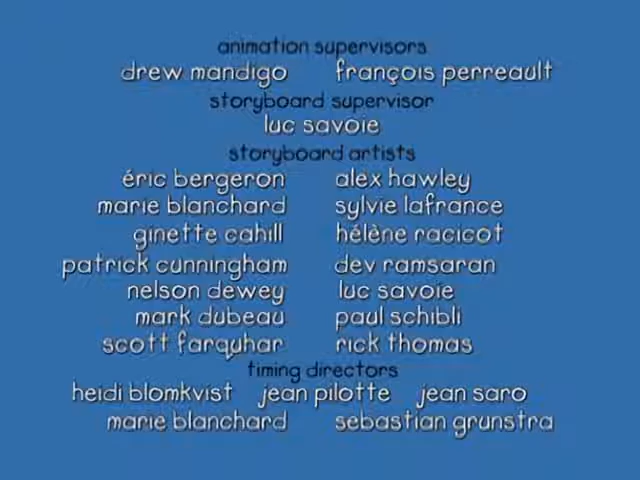 animation supervisors
drew mandigo françois perreault
storyboard supervisor
luc savoie
storyboard artists
éric bergeron alex hawley
marie blanchard sylvie lafrance
ginette cahill hélène racicot
patrick cunningham dev ramsaran
nelson dewey luc savoie
mark dubeau paul schibli
scott farquhar rick thomas
timing directors
heidi blomkvist jean pilotte jean saro
marie blanchard sebastian grunstra